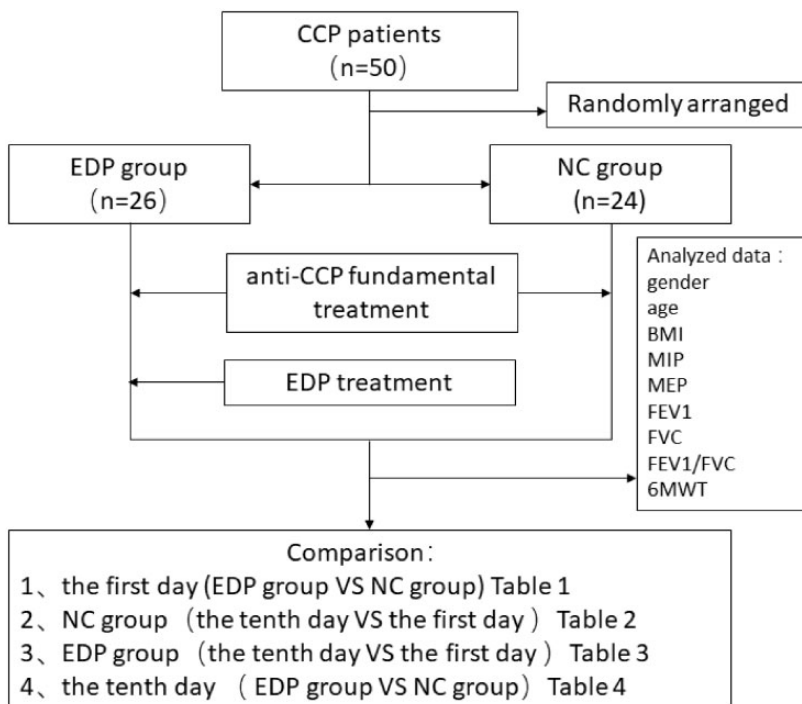 CCP patients
（n=50）
Randomly arranged
EDP group
（n=26）
NC group
(n=24)
anti-CCP fundamental
treatment
EDP treatment
Analyzed data：
gender
age
BMI
MIP
MEP
FEV1
FVC
FEV1/FVC
6MWT
Comparison：
1、the first day (EDP group VS NC group) Table 1
2、NC group （the tenth day VS the first day ）Table 2
3、EDP group （the tenth day VS the first day ）Table 3
4、the tenth day （ EDP group VS NC group）Table 4